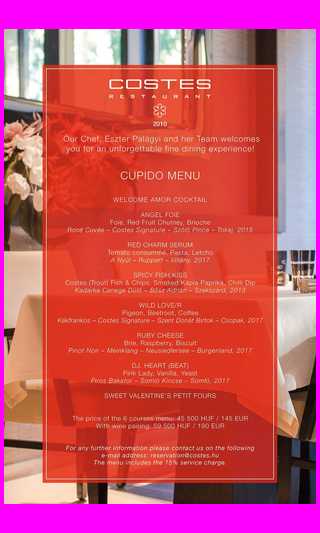 COSTES
RESTAURANT
2010
Our Chef, Eszter Palágyi and her Team welcomes
you for an unforgettable fine dining experience!
CUPIDO MENU
WELCOME AMOR COCKTAIL
ANGEL FOIE
Foie, Red Fruit Chutney, Brioche
Rosé Cuvée – Costes Signature – Szóló Pince – Tokaj, 2018
RED CHARM SERUM
Tomato consommé, Pasta, Letcho
A Nyúl – Ruppert – Villány, 2017
SPICY FISH KISS
Costes (Trout) Fish & Chips, Smoked Kapia Paprika, Chilli Dip
Kadarka Csnege Dűlő – Sósz Adrián – Szekszárd, 2018
WILD LOVE/R
Pigeon, Beetroot, Coffee
Kékfrankos – Costes Signature – Szent Donát Birtok – Csopak, 2017
RUBY CHEESE
Brie, Raspberry, Biscuit
Pinot Noir – Meinklang – Neusiedlersee – Burgenland, 2017
DJ. HEART (BEAT)
Pink Lady, Vanilla, Yeast
Piros Bakator – Somló Kincse – Somló, 2017
SWEET VALENTINE'S PETIT FOURS
The price of the 6 courses menu: 45 500 HUF / 145 EUR
With wine pairing: 59 500 HUF / 190 EUR
For any further information please contact us on the following
e-mail address: reservation@costes.hu
The menu includes the 15% service charge.